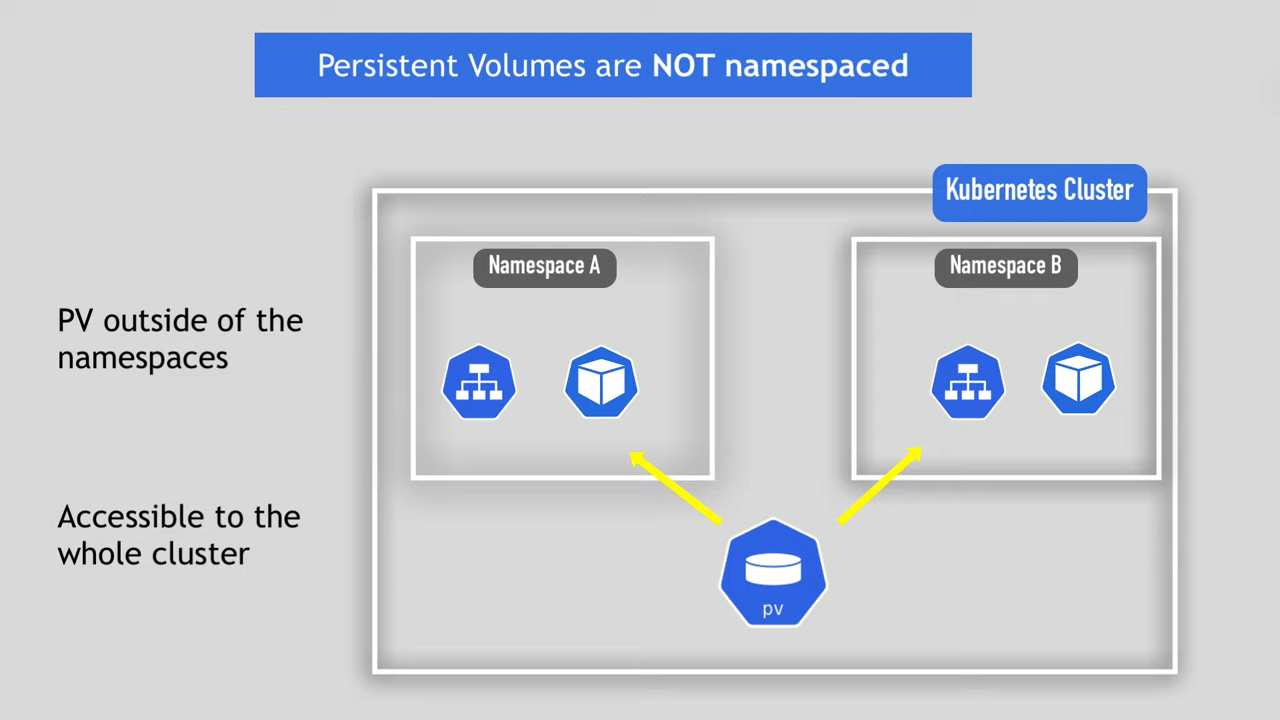 Persistent Volumes are NOT namespaced
Kubernetes Cluster
Namespace A
Namespace B
PV outside of the
namespaces
Accessible to the
whole cluster
pv